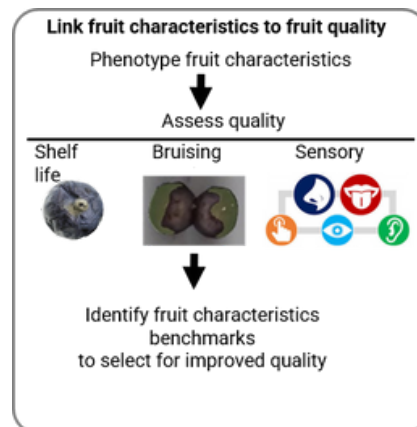 Link fruit characteristics to fruit quality
Phenotype fruit characteristics
Assess quality
Shelf life
Bruising
Sensory
Identify fruit characteristics
benchmarks
to select for improved quality